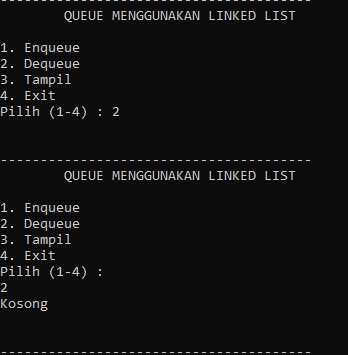 ---------------------------------------
QUEUE MENGGUNAKAN LINKED LIST
1. Enqueue
2. Dequeue
3. Tampil
4. Exit
Pilih (1-4) : 2
---------------------------------------
QUEUE MENGGUNAKAN LINKED LIST
1. Enqueue
2. Dequeue
3. Tampil
4. Exit
Pilih (1-4) :
2
Kosong
---------------------------------------